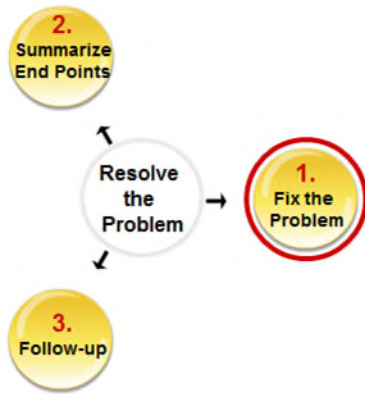 2.
Summarize
End Points
Resolve
the
Problem
1.
Fix the
Problem
3.
Follow-up